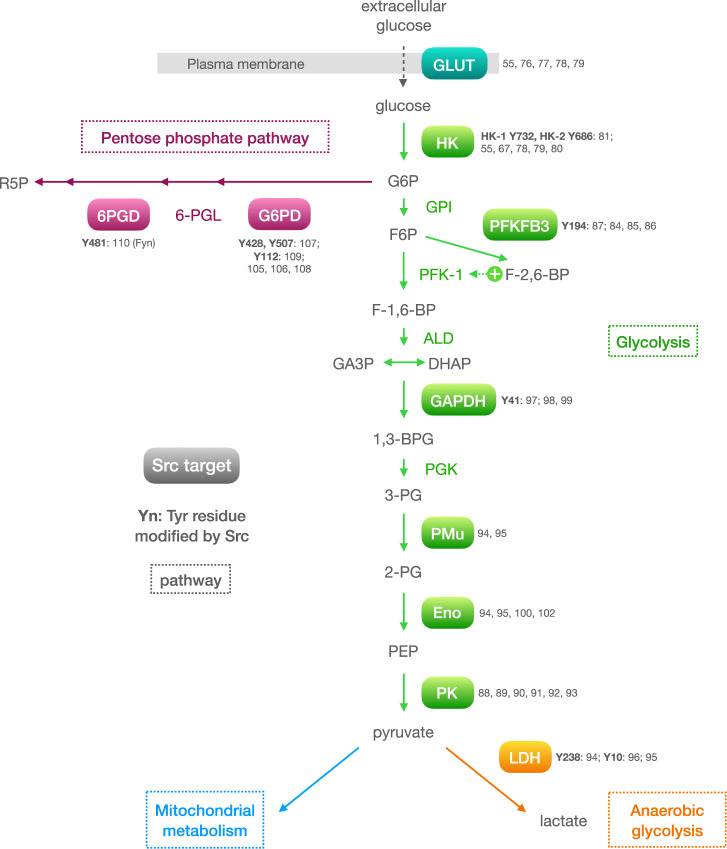 extracellular
glucose
Plasma membrane
GLUT
55, 76, 77, 78, 79
glucose
HK
HK-1 Y732, HK-2 Y686: 81;
55, 67, 78, 79, 80
Pentose phosphate pathway
R5P
G6P
6PGD
6-PGL
G6PD
Y481: 110 (Fyn)
Y428, Y507: 107;
Y112: 109;
105, 106, 108
GPI
PFKFB3
Y194: 87; 84, 85, 86
F6P
PFK-1
+
F-2,6-BP
F-1,6-BP
ALD
Glycolysis
GA3P
DHAP
GAPDH
Y41: 97; 98, 99
1,3-BPG
Src target
PGK
3-PG
Yn: Tyr residue
modified by Src
PMu
94, 95
pathway
2-PG
Eno
94, 95, 100, 102
PEP
PK
88, 89, 90, 91, 92, 93
pyruvate
LDH
Y238: 94; Y10: 96; 95
Mitochondrial
metabolism
lactate
Anaerobic
glycolysis